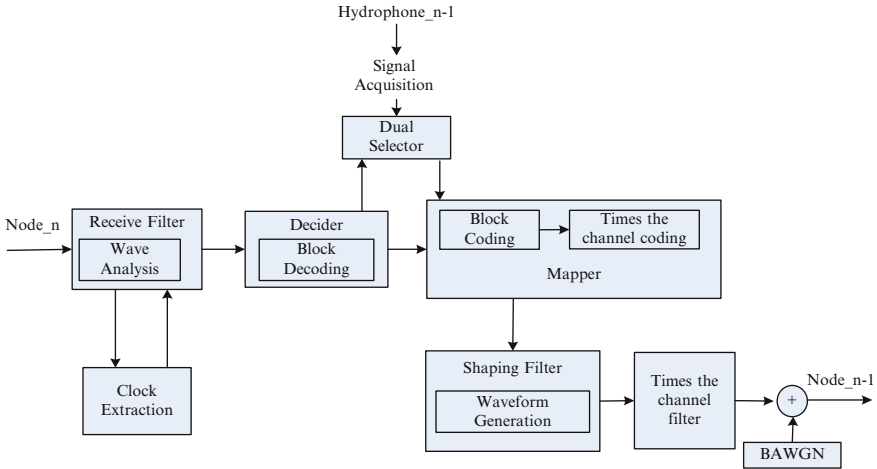 Hydrophone_n-1
Signal
Acquisition
Dual
Selector
Node_n
Receive Filter
Wave
Analysis
Decider
Block
Decoding
Block
Coding
Times the
channel coding
Mapper
Clock
Extraction
Shaping Filter
Waveform
Generation
Times the
channel
filter
+
Node_n-1
BAWGN